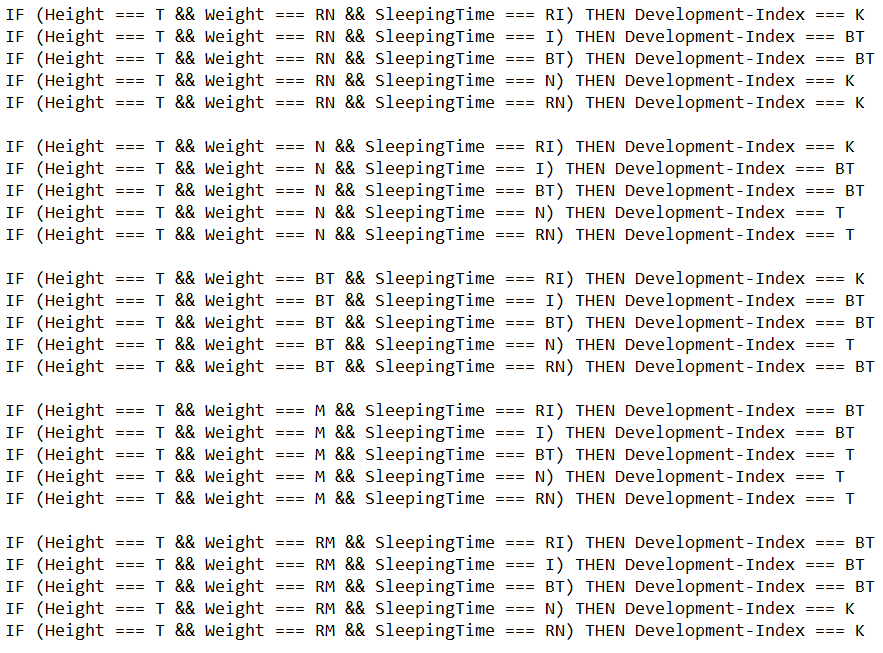 IF (Height === T && Weight === RN && SleepingTime === RI) THEN Development-Index === K
IF (Height === T && Weight === RN && SleepingTime === I) THEN Development-Index === BT
IF (Height === T && Weight === RN && SleepingTime === BT) THEN Development-Index === BT
IF (Height === T && Weight === RN && SleepingTime === N) THEN Development-Index === K
IF (Height === T && Weight === RN && SleepingTime === RN) THEN Development-Index === K

IF (Height === T && Weight === N && SleepingTime === RI) THEN Development-Index === K
IF (Height === T && Weight === N && SleepingTime === I) THEN Development-Index === BT
IF (Height === T && Weight === N && SleepingTime === BT) THEN Development-Index === BT
IF (Height === T && Weight === N && SleepingTime === N) THEN Development-Index === T
IF (Height === T && Weight === N && SleepingTime === RN) THEN Development-Index === T

IF (Height === T && Weight === BT && SleepingTime === RI) THEN Development-Index === K
IF (Height === T && Weight === BT && SleepingTime === I) THEN Development-Index === BT
IF (Height === T && Weight === BT && SleepingTime === BT) THEN Development-Index === BT
IF (Height === T && Weight === BT && SleepingTime === N) THEN Development-Index === T
IF (Height === T && Weight === BT && SleepingTime === RN) THEN Development-Index === BT

IF (Height === T && Weight === M && SleepingTime === RI) THEN Development-Index === BT
IF (Height === T && Weight === M && SleepingTime === I) THEN Development-Index === BT
IF (Height === T && Weight === M && SleepingTime === BT) THEN Development-Index === T
IF (Height === T && Weight === M && SleepingTime === N) THEN Development-Index === T
IF (Height === T && Weight === M && SleepingTime === RN) THEN Development-Index === T

IF (Height === T && Weight === RM && SleepingTime === RI) THEN Development-Index === BT
IF (Height === T && Weight === RM && SleepingTime === I) THEN Development-Index === BT
IF (Height === T && Weight === RM && SleepingTime === BT) THEN Development-Index === BT
IF (Height === T && Weight === RM && SleepingTime === N) THEN Development-Index === K
IF (Height === T && Weight === RM && SleepingTime === RN) THEN Development-Index === K